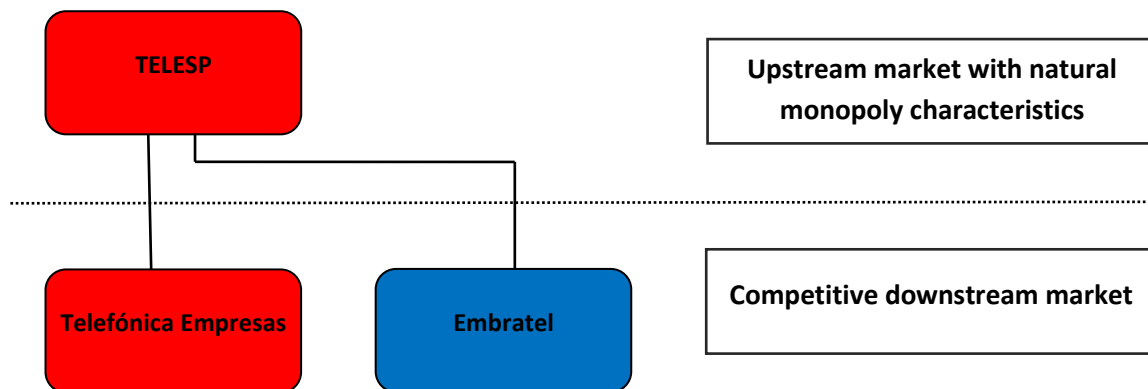 TELESP
Upstream market with natural
monopoly characteristics
Telefónica Empresas
Embratel
Competitive downstream market